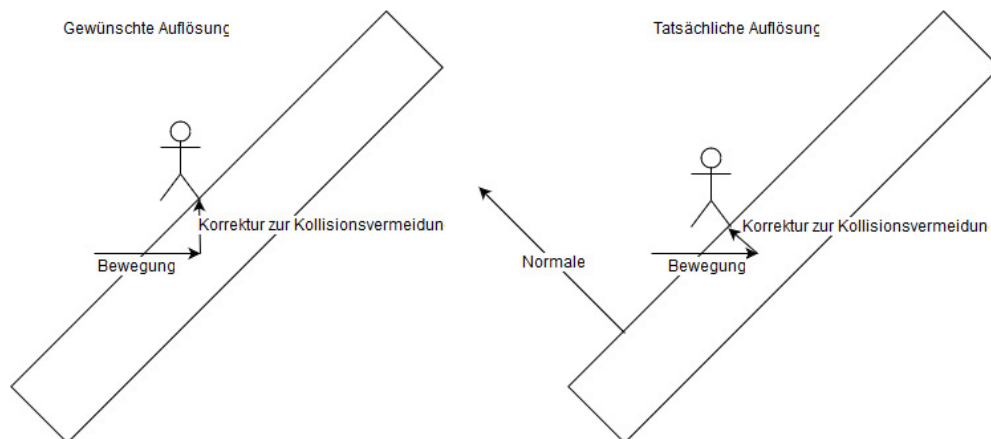 Gewünschte Auflösung
Tatsächliche Auflösung
Korrektur zur Kollisionsvermeidun
Bewegung
Korrektur zur Kollisionsvermeidun
Normale
Bewegung